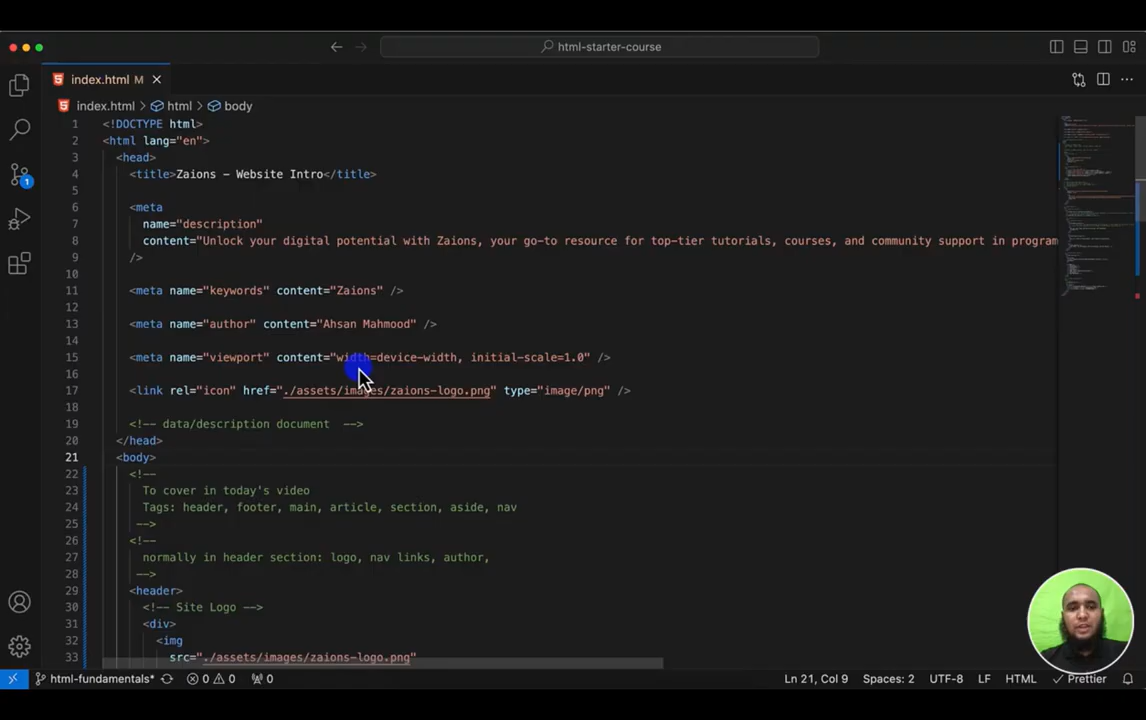 html-starter-course
index.html M
index.html > html > body
1 <!DOCTYPE html>
2 <html lang="en">
3 <head>
4 <title>Zaions - Website Intro</title>
5
6 <meta
7 name="description"
8 content="Unlock your digital potential with Zaions, your go-to resource for top-tier tutorials, courses, and community support in program
9 />
10
11 <meta name="keywords" content="Zaions" />
12
13 <meta name="author" content="Ahsan Mahmood" />
14
15 <meta name="viewport" content="width=device-width, initial-scale=1.0" />
16
17 <link rel="icon" href="./assets/images/zaions-logo.png" type="image/png" />
18
19 <!-- data/description document -->
20 </head>
21 <body>
22 <!--
23 To cover in today's video
24 Tags: header, footer, main, article, section, aside, nav
25 -->
26 <!--
27 normally in header section: logo, nav links, author,
28 -->
29 <header>
30 <!-- Site Logo -->
31 <div>
32 <img
33 src="./assets/images/zaions-logo.png"
1
html-fundamentals* 0 0 0 Ln 21, Col 9 Spaces: 2 UTF-8 LF HTML Prettier